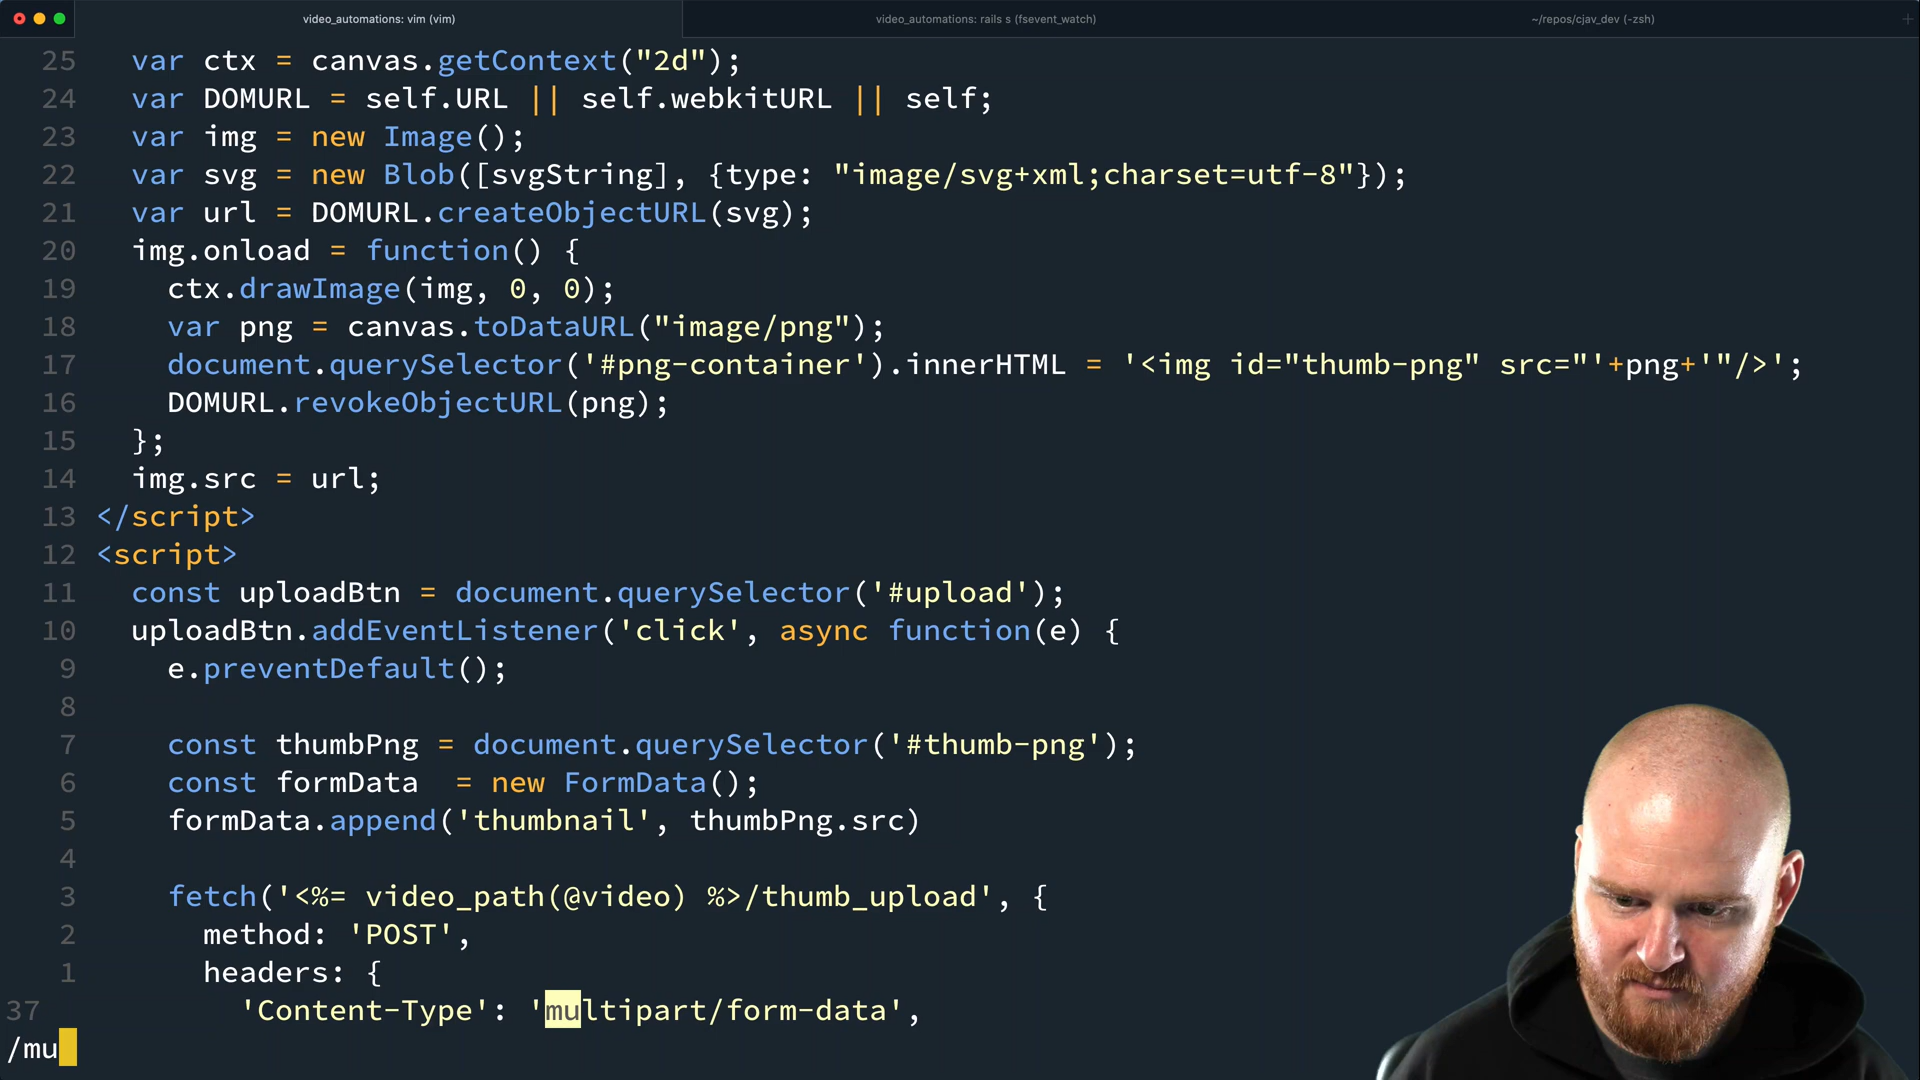 video_automations: vim (vim)
video_automations: rails s (fsevent_watch)
~/repos/cjav_dev (-zsh)
25 var ctx = canvas.getContext("2d");
24 var DOMURL = self.URL || self.webkitURL || self;
23 var img = new Image();
22 var svg = new Blob([svgString], {type: "image/svg+xml;charset=utf-8"});
21 var url = DOMURL.createObjectURL(svg);
20 img.onload = function() {
19 ctx.drawImage(img, 0, 0);
18 var png = canvas.toDataURL("image/png");
17 document.querySelector('#png-container').innerHTML = '<img id="thumb-png" src="'+png+'"/>';
16 DOMURL.revokeObjectURL(png);
15 };
14 img.src = url;
13 </script>
12 <script>
11 const uploadBtn = document.querySelector('#upload');
10 uploadBtn.addEventListener('click', async function(e) {
9 e.preventDefault();
8
7 const thumbPng = document.querySelector('#thumb-png');
6 const formData  = new FormData();
5 formData.append('thumbnail', thumbPng.src)
4
3 fetch('<%= video_path(@video) %>/thumb_upload', {
2 method: 'POST',
1 headers: {
37 'Content-Type': 'multipart/form-data',
/mu